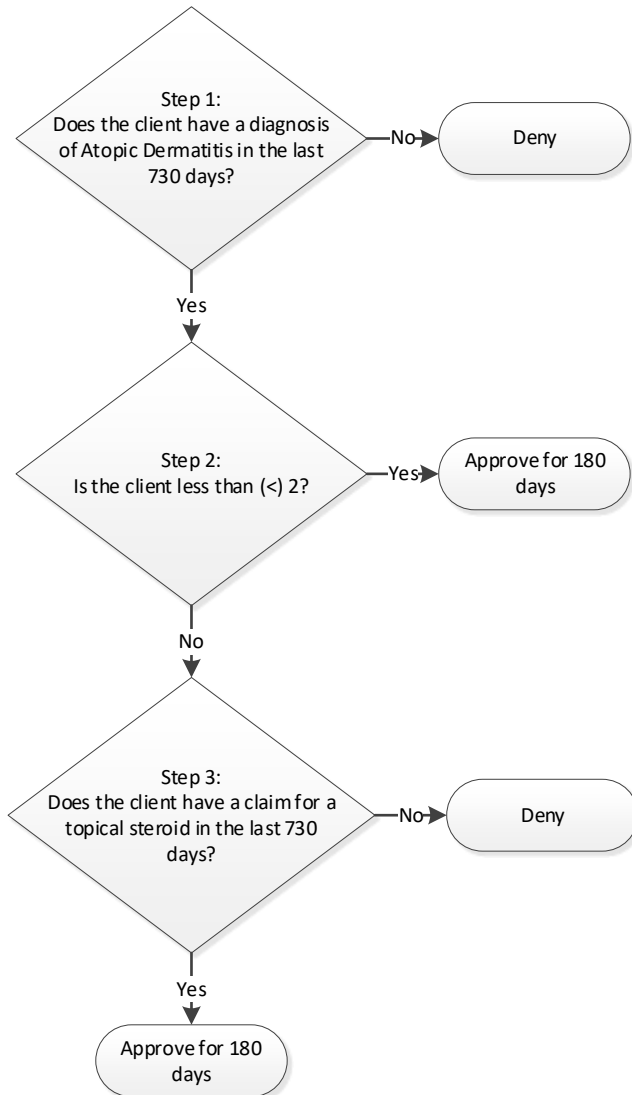 Step 1:
Does the client have a diagnosis
of Atopic Dermatitis in the last
730 days?
No
Deny
Yes
Step 2:
Is the client less than (<) 2?
Yes
Approve for 180
days
No
Step 3:
Does the client have a claim for a
topical steroid in the last 730
days?
No
Deny
Yes
Approve for 180
days